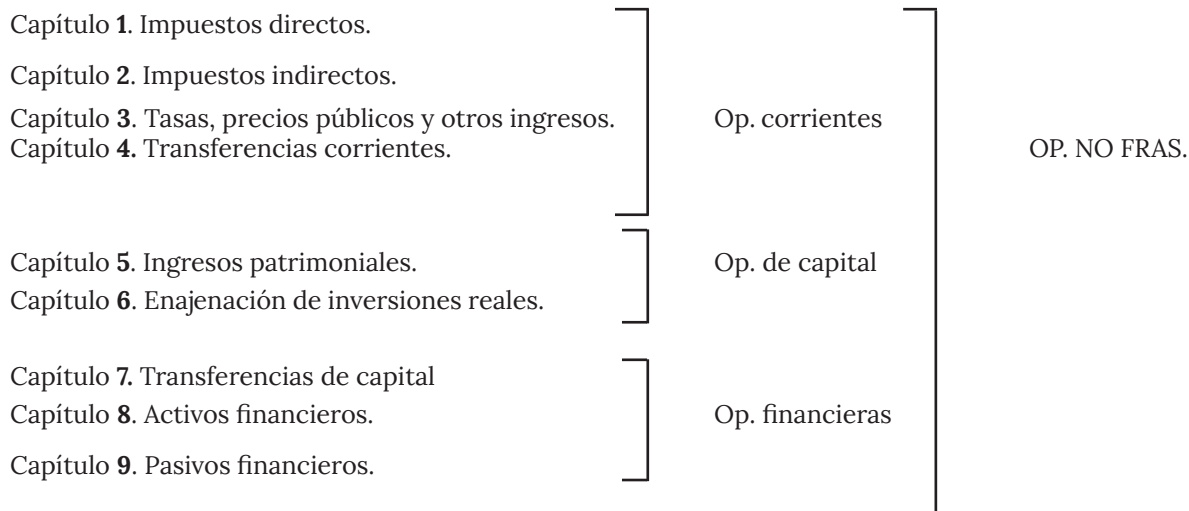 Capítulo 1. Impuestos directos.
Capítulo 2. Impuestos indirectos.
Capítulo 3. Tasas, precios públicos y otros ingresos. Op. corrientes
Capítulo 4. Transferencias corrientes. OP. NO FRAS.
Capítulo 5. Ingresos patrimoniales. Op. de capital
Capítulo 6. Enajenación de inversiones reales.
Capítulo 7. Transferencias de capital
Capítulo 8. Activos financieros. Op. financieras
Capítulo 9. Pasivos financieros.